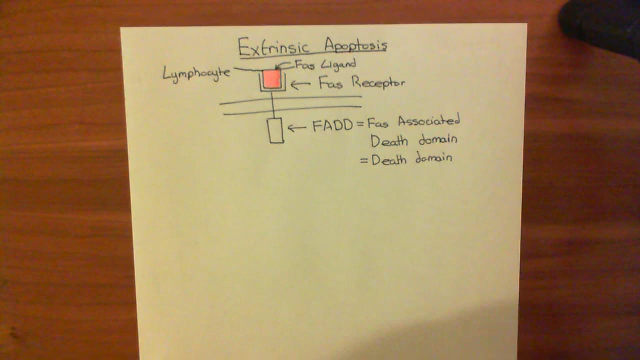 Extrinsic Apoptosis
Fas Ligand
Lymphocyte
Fas Receptor
FADD = Fas Associated
Death domain
= Death domain